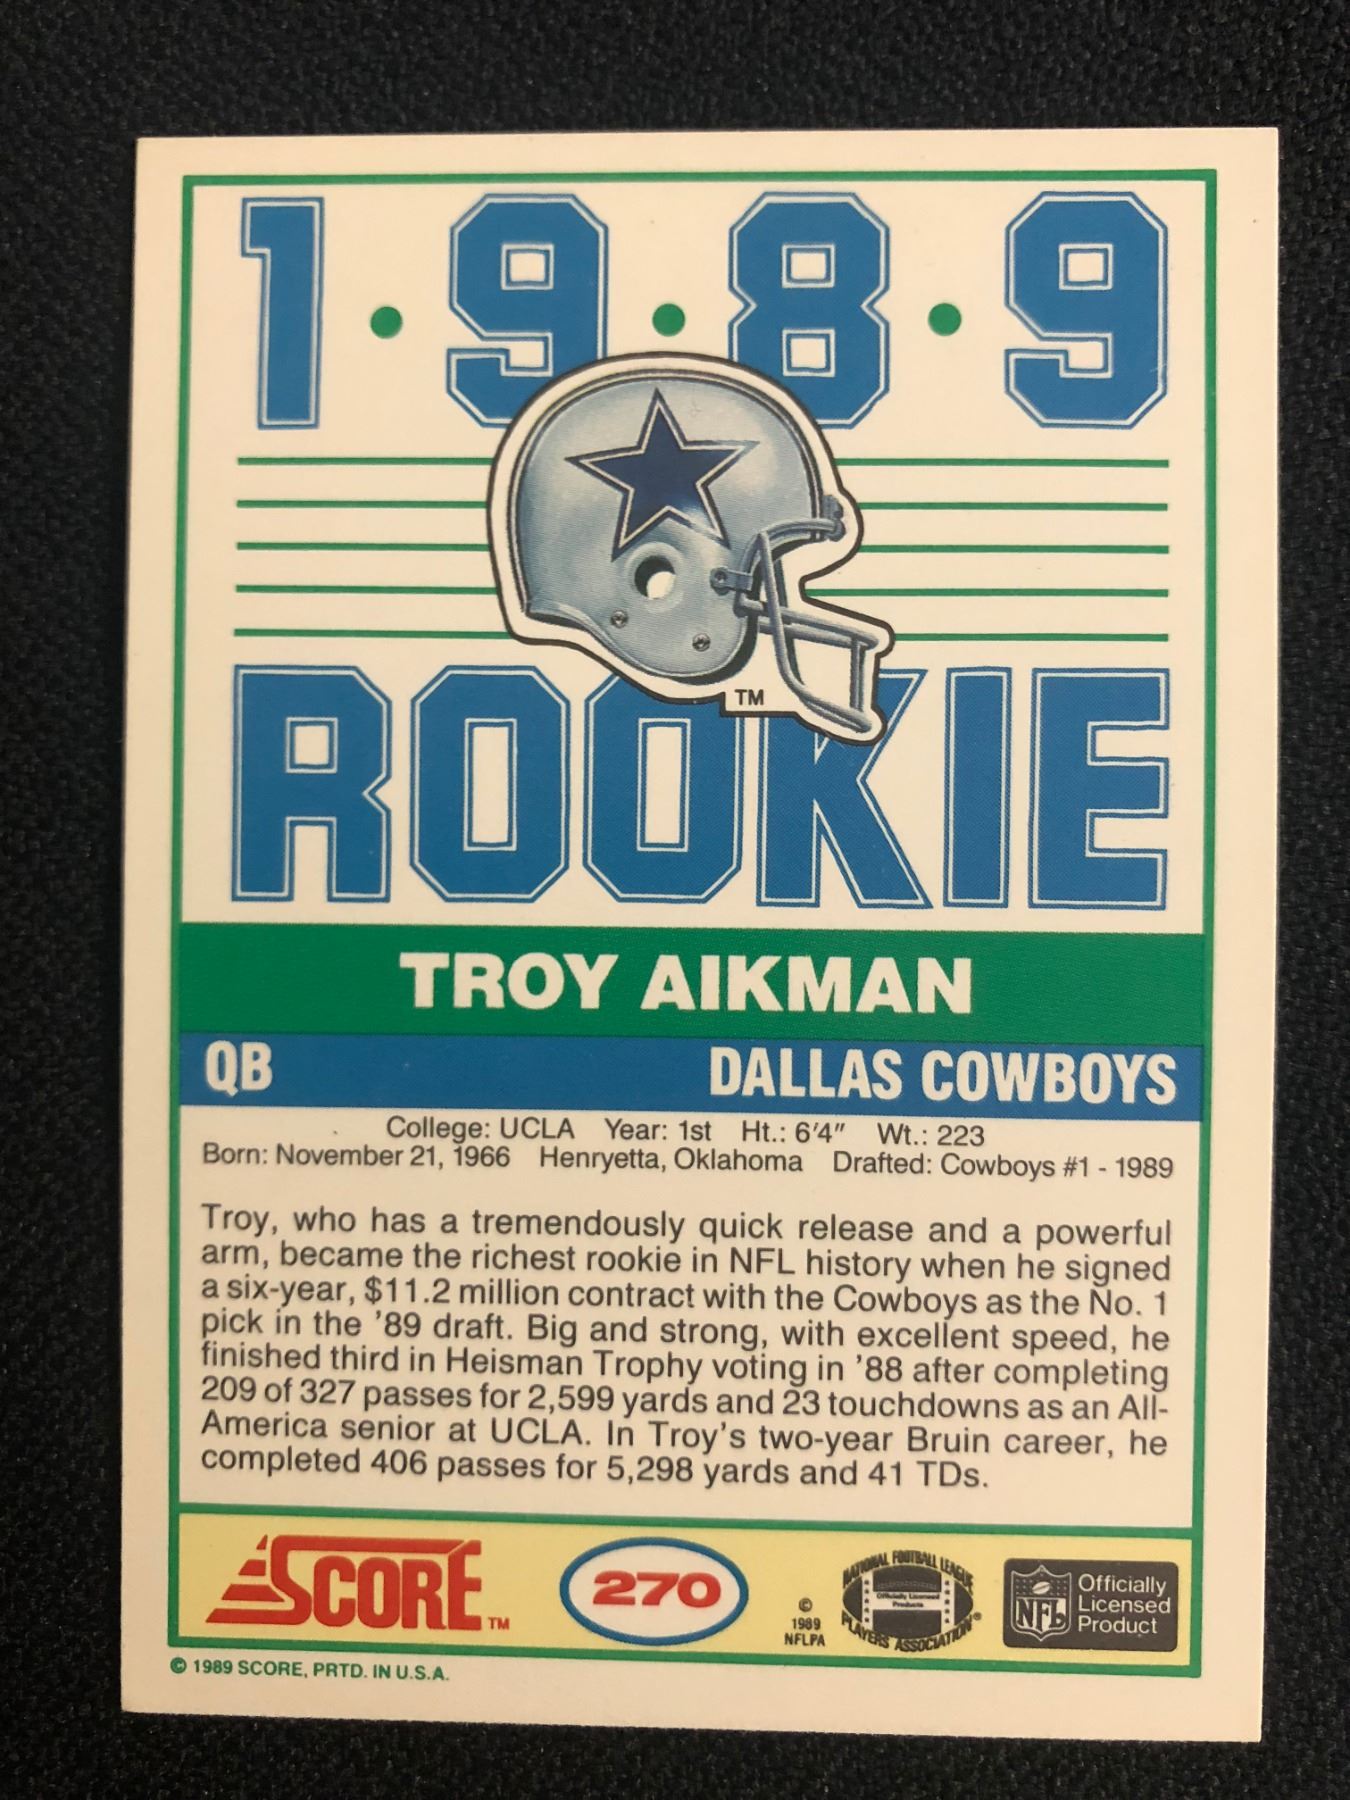 1 • 9 • 8 • 9
TM
ROOKIE
TROY AIKMAN
QB DALLAS COWBOYS
College: UCLA Year: 1st Ht.: 6'4" Wt.: 223
Born: November 21, 1966 Henryetta, Oklahoma Drafted: Cowboys #1 - 1989
Troy, who has a tremendously quick release and a powerful
arm, became the richest rookie in NFL history when he signed
a six-year, $11.2 million contract with the Cowboys as the No. 1
pick in the '89 draft. Big and strong, with excellent speed, he
finished third in Heisman Trophy voting in '88 after completing
209 of 327 passes for 2,599 yards and 23 touchdowns as an All-
America senior at UCLA. In Troy's two-year Bruin career, he
completed 406 passes for 5,298 yards and 41 TDs.
SCORE TM
270
©
1989
NFLPA
NATIONAL FOOTBALL LEAGUE
Officially Licensed
Products
PLAYERS ASSOCIATION ®
NFL
Officially
Licensed
Product
© 1989 SCORE, PRTD. IN U.S.A.